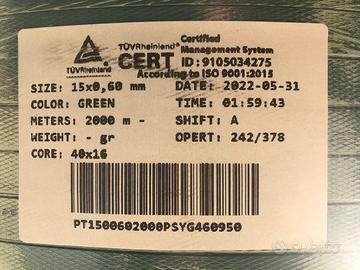 TÜVRheinland
TÜVRheinland®
CERT
Certified
Management System
ID:9105034275
According to ISO 9001:2015
SIZE: 15x0,60 mm
DATE: 2022-05-31
COLOR: GREEN
TIME: 01:59:43
METERS: 2000 m -
SHIFT: A
WEIGHT: - gr
OPERT: 242/378
CORE: 40x16
PT1500602000PSYG460950
subito